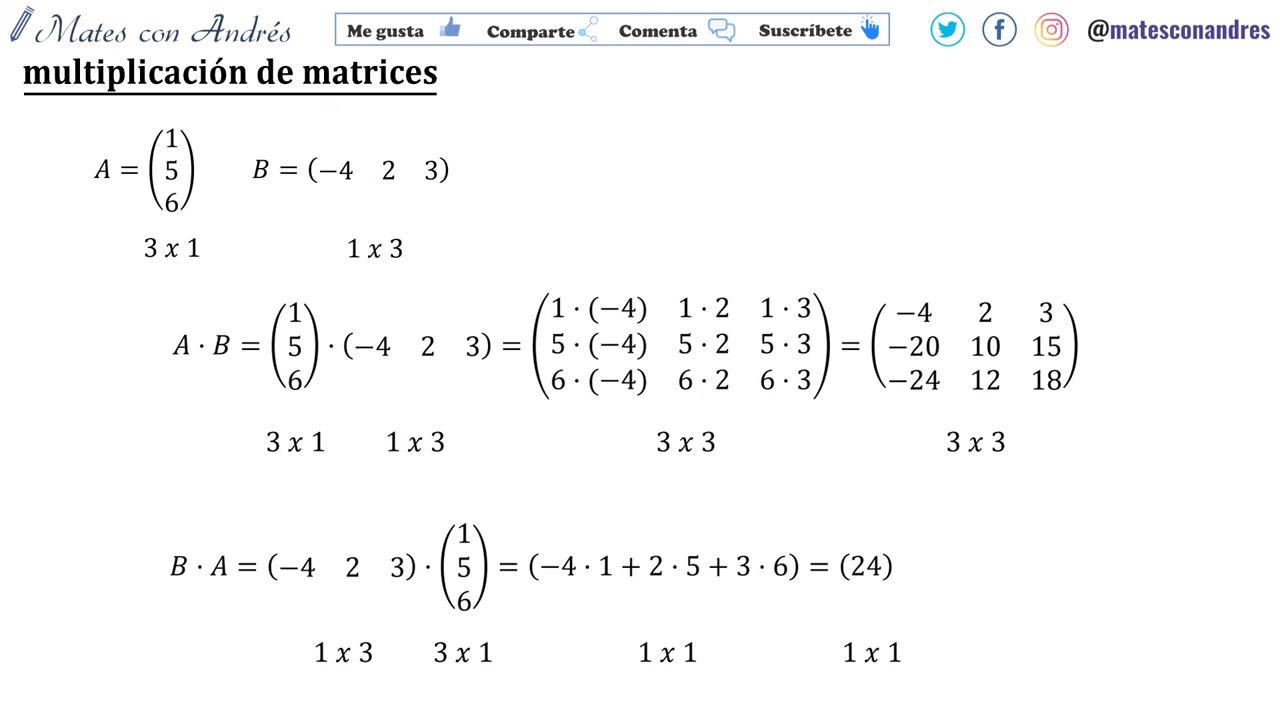 Mates con Andrés
Me gusta Comparte Comenta Suscríbete
@matesconandres
multiplicación de matrices
A = (1 5 6) B = (−4 2 3)
3 x 1 1 x 3
A · B = (1 5 6) · (−4 2 3) = (1 · (−4) 1 · 2 1 · 3 5 · (−4) 5 · 2 5 · 3 6 · (−4) 6 · 2 6 · 3) = (−4 2 3 −20 10 15 −24 12 18)
3 x 1 1 x 3 3 x 3 3 x 3
B · A = (−4 2 3) · (1 5 6) = (−4 · 1 + 2 · 5 + 3 · 6) = (24)
1 x 3 3 x 1 1 x 1 1 x 1